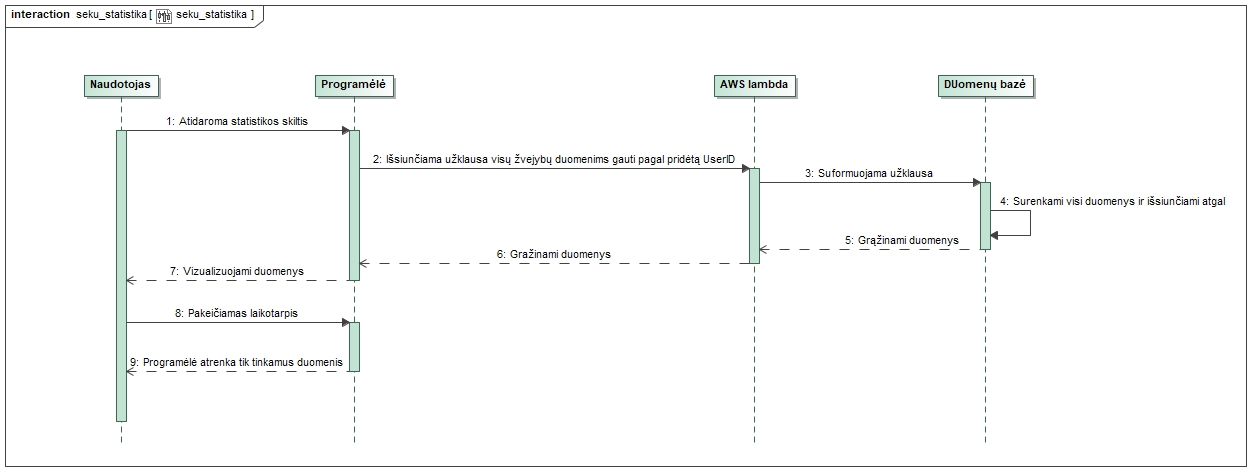 interaction seku_statistika [ seku_statistika ]
Naudotojas
Programėlė
AWS lambda
DUomenų bazė
1: Atidaroma statistikos skiltis
2: Išsiunčiama užklausa visų žvejybų duomenims gauti pagal pridėtą UserID
3: Suformuojama užklausa
4: Surenkami visi duomenys ir išsiunčiami atgal
5: Grąžinami duomenys
6: Gražinami duomenys
7: Vizualizuojami duomenys
8: Pakeičiamas laikotarpis
9: Programėlė atrenka tik tinkamus duomenis